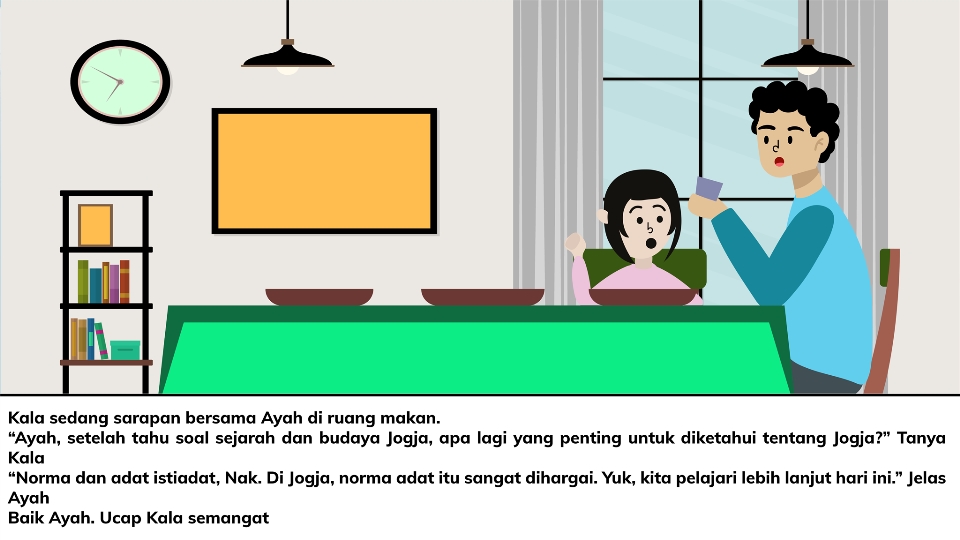 Kala sedang sarapan bersama Ayah di ruang makan.
“Ayah, setelah tahu soal sejarah dan budaya Jogja, apa lagi yang penting untuk diketahui tentang Jogja?” Tanya
Kala
“Norma dan adat istiadat, Nak. Di Jogja, norma adat itu sangat dihargai. Yuk, kita pelajari lebih lanjut hari ini.” Jelas
Ayah
Baik Ayah. Ucap Kala semangat